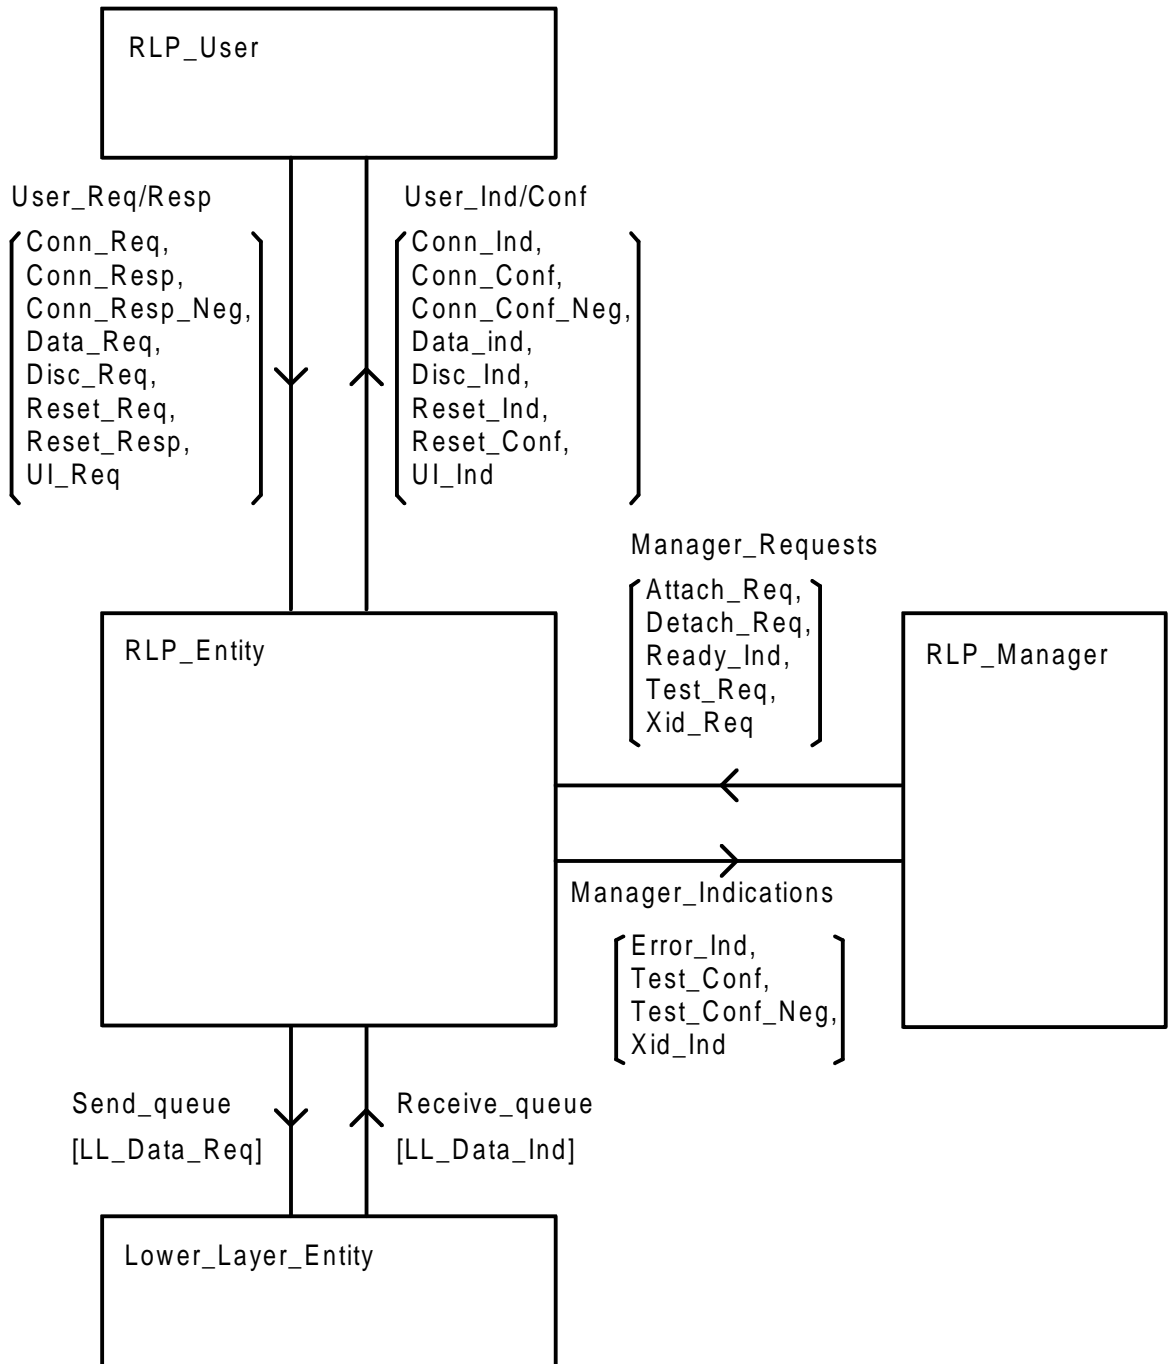 RLP_User
User_Req/Resp
Conn_Req,
Conn_Resp,
Conn_Resp_Neg,
Data_Req,
Disc_Req,
Reset_Req,
Reset_Resp,
UI_Req
User_Ind/Conf
Conn_Ind,
Conn_Conf,
Conn_Conf_Neg,
Data_ind,
Disc_Ind,
Reset_Ind,
Reset_Conf,
UI_Ind
Manager_Requests
Attach_Req,
Detach_Req,
Ready_Ind,
Test_Req,
Xid_Req
RLP_Entity
RLP_Manager
Manager_Indications
Error_Ind,
Test_Conf,
Test_Conf_Neg,
Xid_Ind
Send_queue
[LL_Data_Req]
Receive_queue
[LL_Data_Ind]
Lower_Layer_Entity